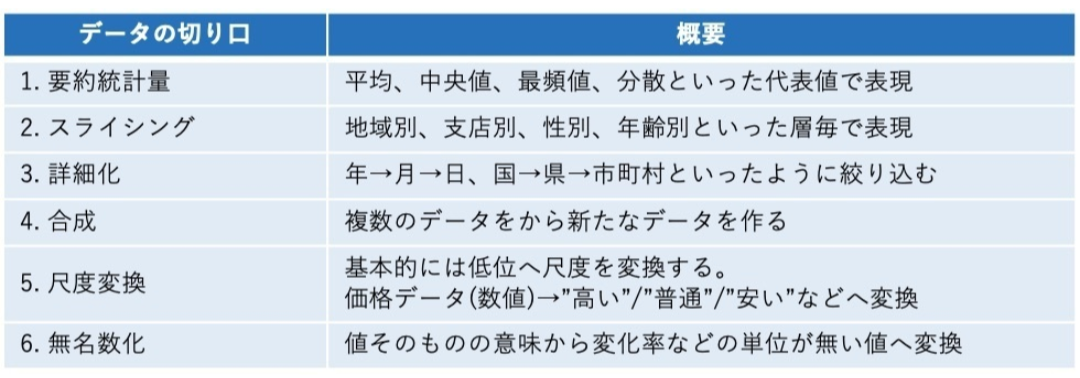 データの切り口 概要
1. 要約統計量 平均、中央値、最頻値、分散といった代表値で表現
2. スライシング 地域別、支店別、性別、年齢別といった層毎で表現
3. 詳細化 年→月→日、国→県→市町村といったように絞り込む
4. 合成 複数のデータをから新たなデータを作る
5. 尺度変換 基本的には低位へ尺度を変換する。
価格データ(数値)→”高い”/”普通”/”安い”などへ変換
6. 無名数化 値そのものの意味から変化率などの単位が無い値へ変換